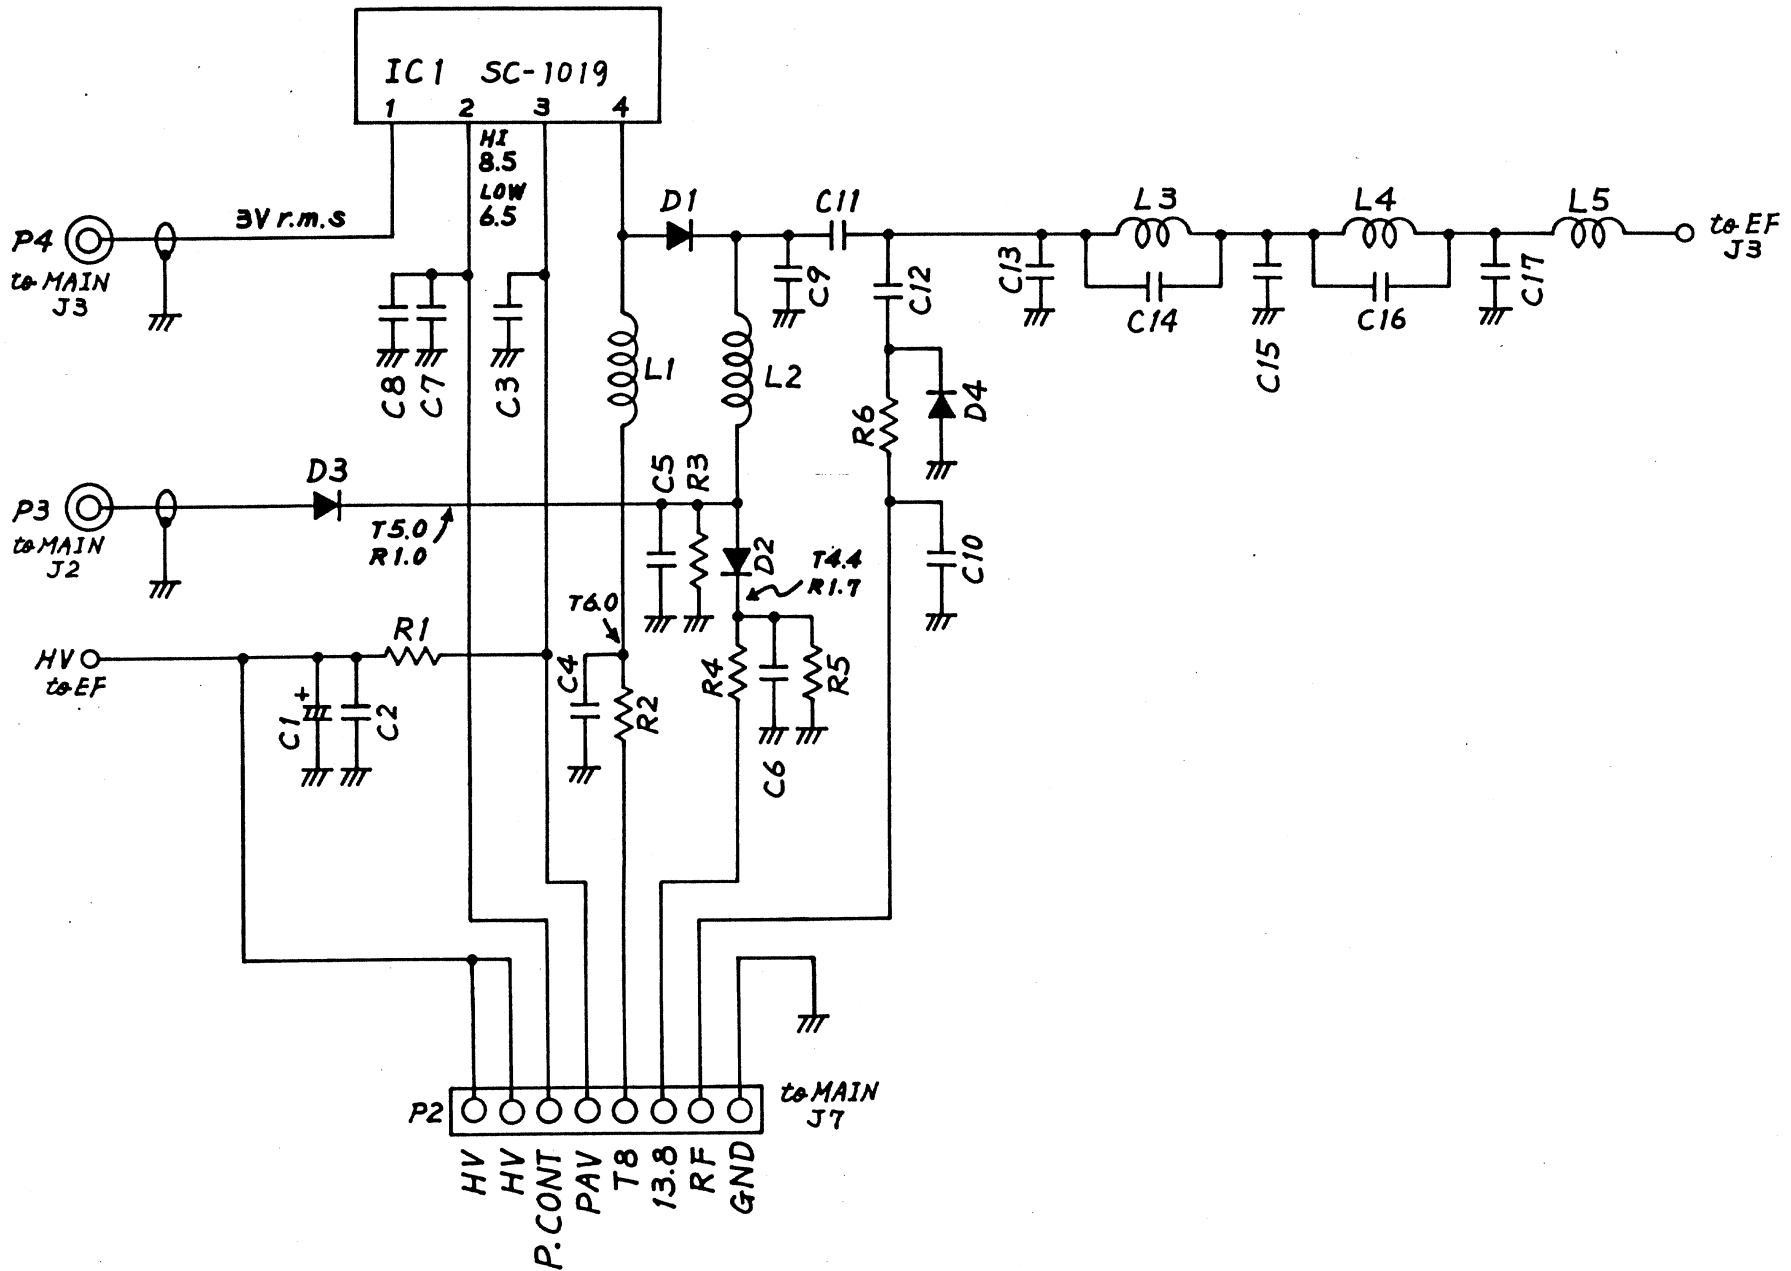 IC1 SC-1019
1 2 3 4
HI
8.5
LOW
6.5
P4
to MAIN
J3
3V r.m.s
D1
C11
L3
L4
L5
to EF
J3
C8
C7
C3
L1
L2
C9
C12
C13
C14
C15
C16
C17
R6
D4
P3
to MAIN
J2
D3
T5.0
R1.0
C5
R3
D2
T4.4
R1.7
C10
T6.0
HV
to EF
R1
C1
+
C2
C4
R2
R4
C6
R5
P2
to MAIN
J7
HV
HV
P.CONT
PAV
T8
13.8
RF
GND